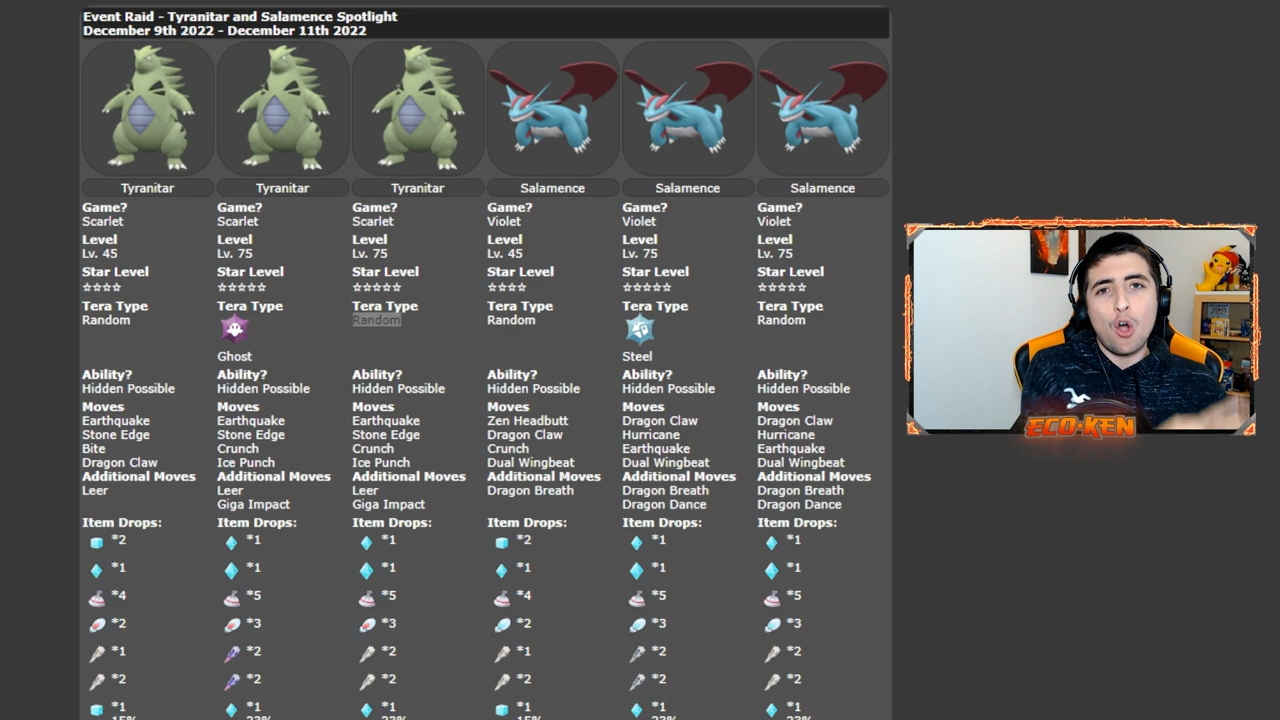 Event Raid - Tyranitar and Salamence Spotlight
December 9th 2022 - December 11th 2022
Tyranitar Tyranitar Tyranitar Salamence Salamence Salamence
Game? Game? Game? Game? Game? Game?
Scarlet Scarlet Scarlet Violet Violet Violet
Level Level Level Level Level Level
Lv. 45 Lv. 75 Lv. 75 Lv. 45 Lv. 75 Lv. 75
Star Level Star Level Star Level Star Level Star Level Star Level
☆☆☆☆ ☆☆☆☆☆ ☆☆☆☆☆ ☆☆☆☆ ☆☆☆☆☆ ☆☆☆☆☆
Tera Type Tera Type Tera Type Tera Type Tera Type Tera Type
Random Random Random Random
Ghost Steel
Ability? Ability? Ability? Ability? Ability? Ability?
Hidden Possible Hidden Possible Hidden Possible Hidden Possible Hidden Possible Hidden Possible
Moves Moves Moves Moves Moves Moves
Earthquake Earthquake Earthquake Zen Headbutt Dragon Claw Dragon Claw
Stone Edge Stone Edge Stone Edge Dragon Claw Hurricane Hurricane
Bite Crunch Crunch Crunch Earthquake Earthquake
Dragon Claw Ice Punch Ice Punch Dual Wingbeat Dual Wingbeat Dual Wingbeat
Additional Moves Additional Moves Additional Moves Additional Moves Additional Moves Additional Moves
Leer Leer Leer Dragon Breath Dragon Breath Dragon Breath
Giga Impact Giga Impact Dragon Dance Dragon Dance
Item Drops: Item Drops: Item Drops: Item Drops: Item Drops: Item Drops:
*2 *1 *1 *2 *1 *1
*1 *1 *1 *1 *1 *1
*4 *5 *5 *4 *5 *5
*2 *3 *3 *2 *3 *3
*1 *2 *2 *1 *2 *2
*2 *2 *2 *2 *2 *2
*1 *1 *1 *1 *1 *1
15% 23% 23% 15% 23% 23%
ECO-KEN